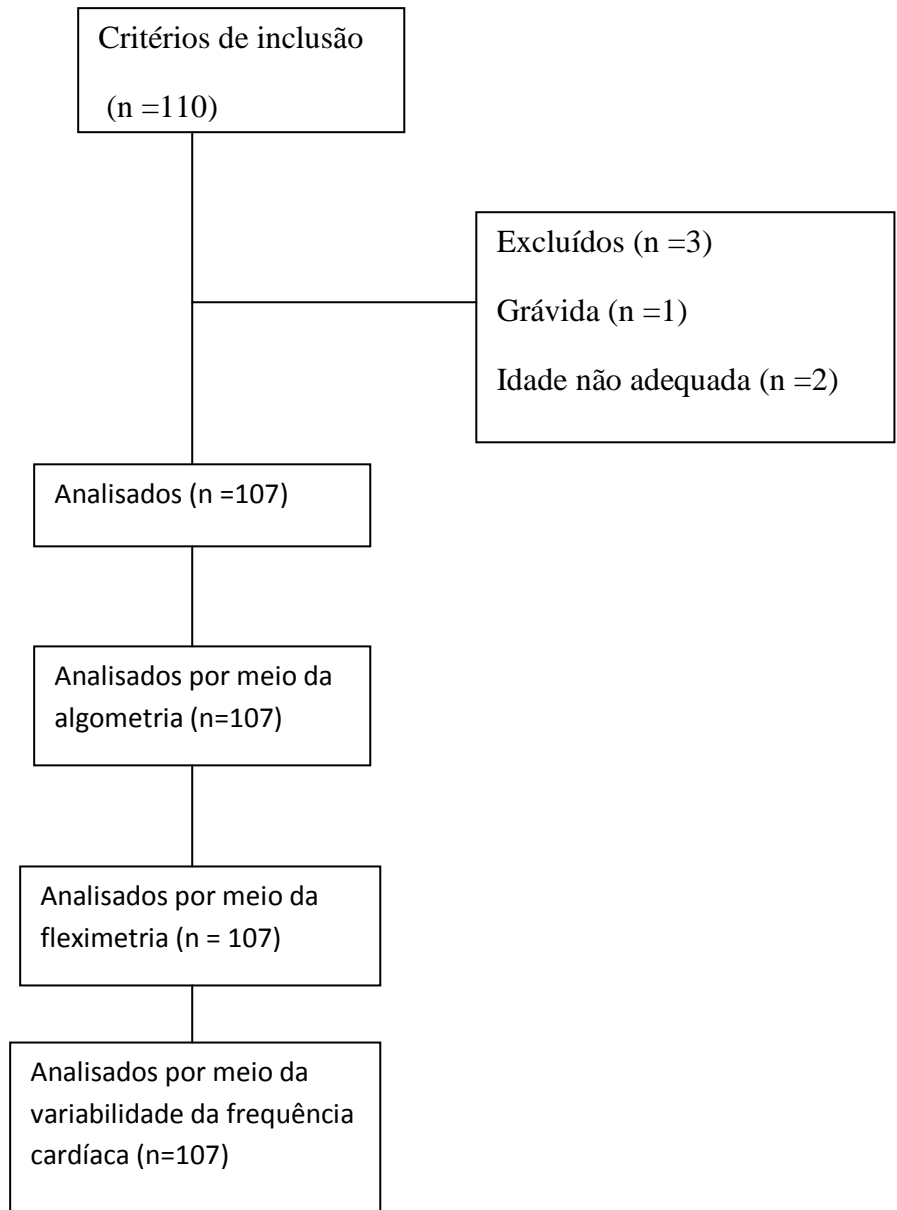 Critérios de inclusão
(n =110)
Excluídos (n =3)
Grávida (n =1)
Idade não adequada (n =2)
Analisados (n =107)
Analisados por meio da
algometria (n=107)
Analisados por meio da
fleximetria (n = 107)
Analisados por meio da
variabilidade da frequência
cardíaca (n=107)